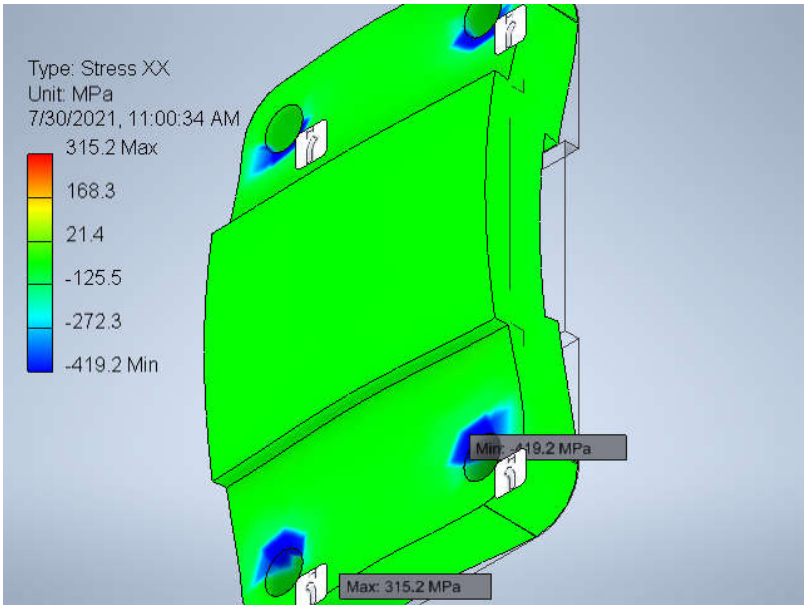 Type: Stress XX
Unit: MPa
7/30/2021, 11:00:34 AM
315.2 Max
168.3
21.4
-125.5
-272.3
-419.2 Min
Min: -419.2 MPa
Max: 315.2 MPa